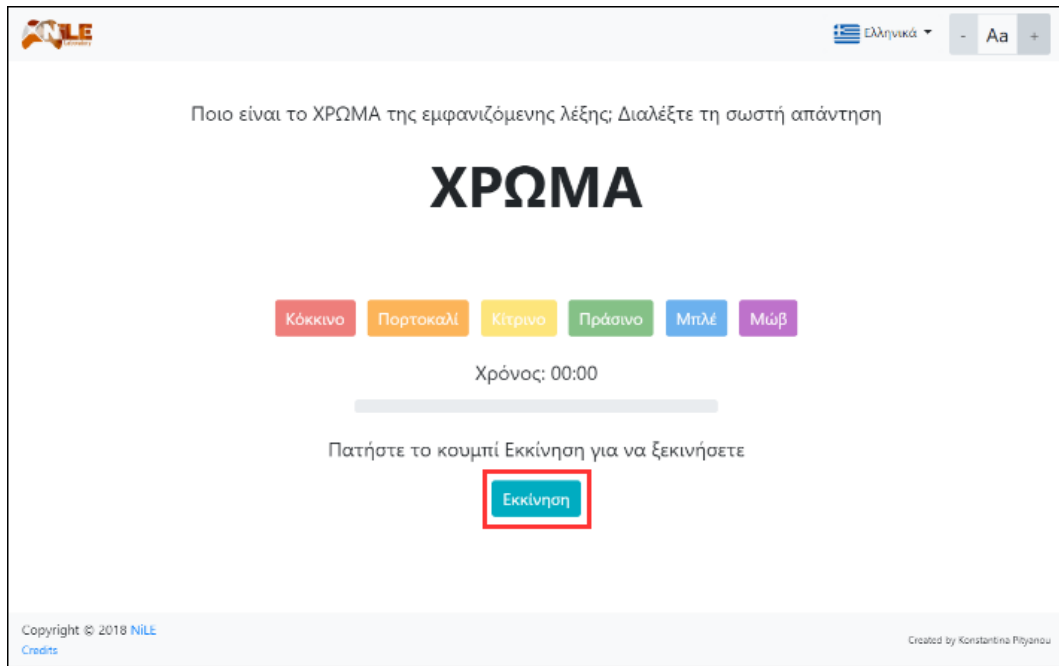 NiLE
Laboratory
Ελληνικά
- Aa +
Ποιο είναι το ΧΡΩΜΑ της εμφανιζόμενης λέξης; Διαλέξτε τη σωστή απάντηση
ΧΡΩΜΑ
Κόκκινο Πορτοκαλί Κίτρινο Πράσινο Μπλέ Μώβ
Χρόνος: 00:00
Πατήστε το κουμπί Εκκίνηση για να ξεκινήσετε
Εκκίνηση
Copyright © 2018 NiLE
Credits
Created by Konstantina Pityanou